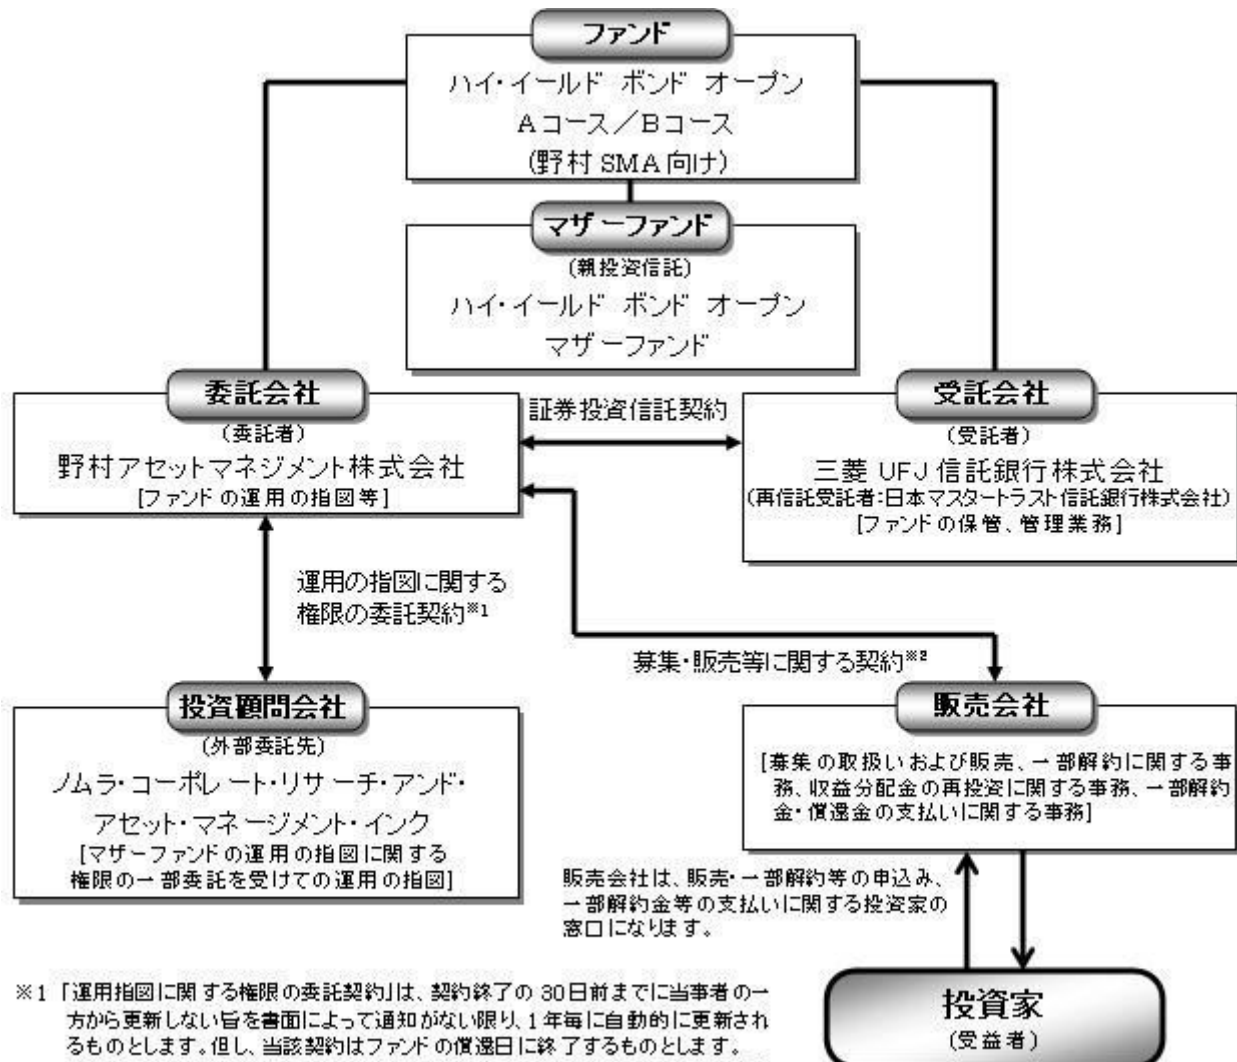 ファンド
ハイ・イールド ボンド オープン
Aコース／Bコース
(野村 SMA 向け)
マザーファンド
(親投資信託)
ハイ・イールド ボンド オープン
マザーファンド
委託会社
(委託者)
野村アセットマネジメント株式会社
[ファンドの運用の指図等]
証券投資信託契約
受託会社
(受託者)
三菱 UFJ 信託銀行株式会社
(再信託受託者:日本マスタートラスト信託銀行株式会社)
[ファンドの保管、管理業務]
運用の指図に関する
権限の委託契約※1
募集・販売等に関する契約※2
投資顧問会社
(外部委託先)
ノムラ・コーポレート・リサーチ・アンド・
アセット・マネージメント・インク
[マザーファンドの運用の指図に関する
権限の一部委託を受けての運用の指図]
販売会社
[募集の取扱いおよび販売、一部解約に関する事
務、収益分配金の再投資に関する事務、一部解約
金・償還金の支払いに関する事務]
販売会社は、販売・一部解約等の申込み、
一部解約金等の支払いに関する投資家の
窓口になります。
投資家
(受益者)
※1 「運用指図に関する権限の委託契約」は、契約終了の 30日前までに当事者の一
方から更新しない旨を書面によって通知がない限り、1年毎に自動的に更新され
るものとします。但し、当該契約はファンドの償還日に終了するものとします。